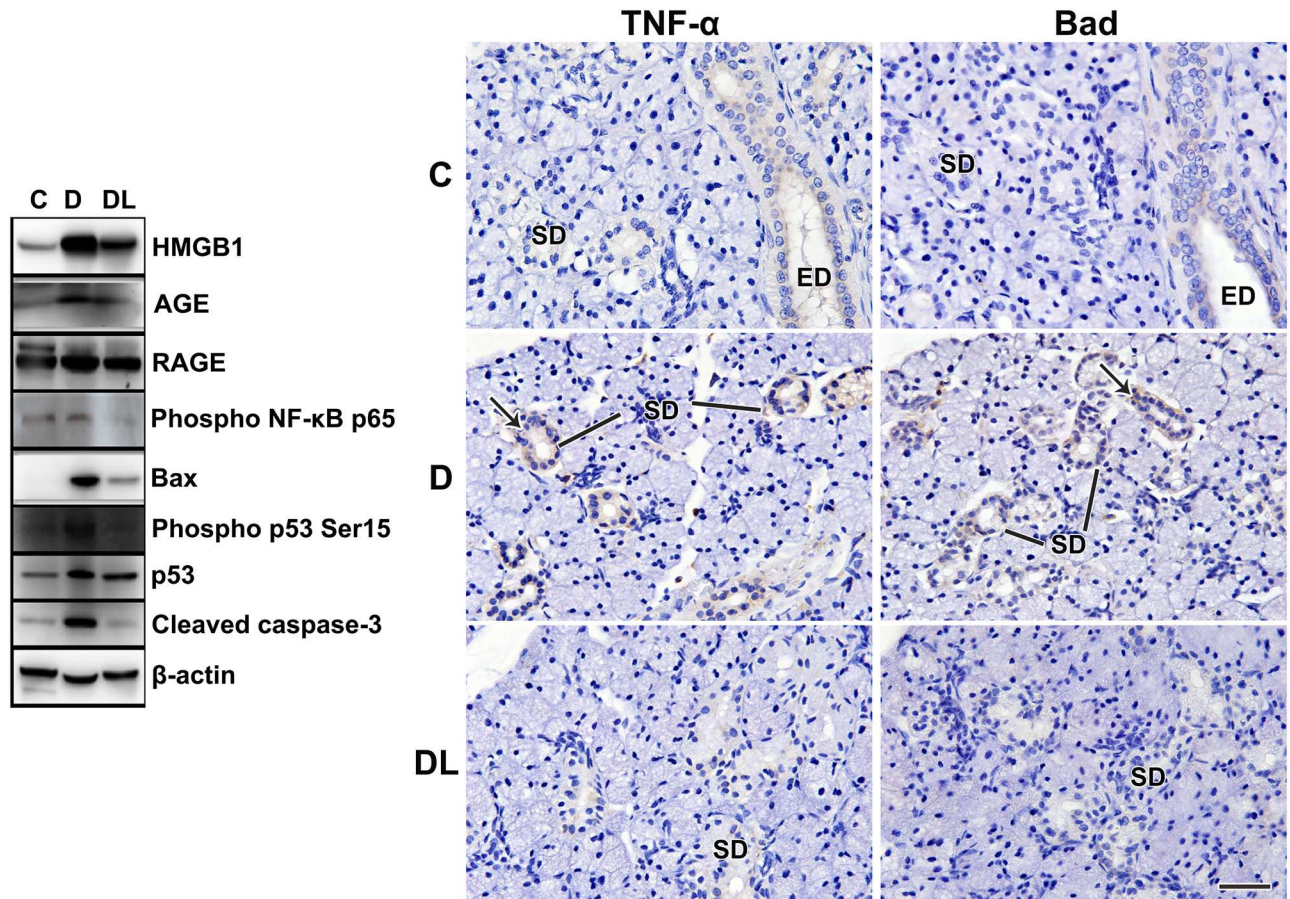 C D DL
HMGB1
AGE
RAGE
Phospho NF-κB p65
Bax
Phospho p53 Ser15
p53
Cleaved caspase-3
β-actin
TNF-α Bad
C
SD
ED
SD
ED
D
SD
SD
DL
SD
SD